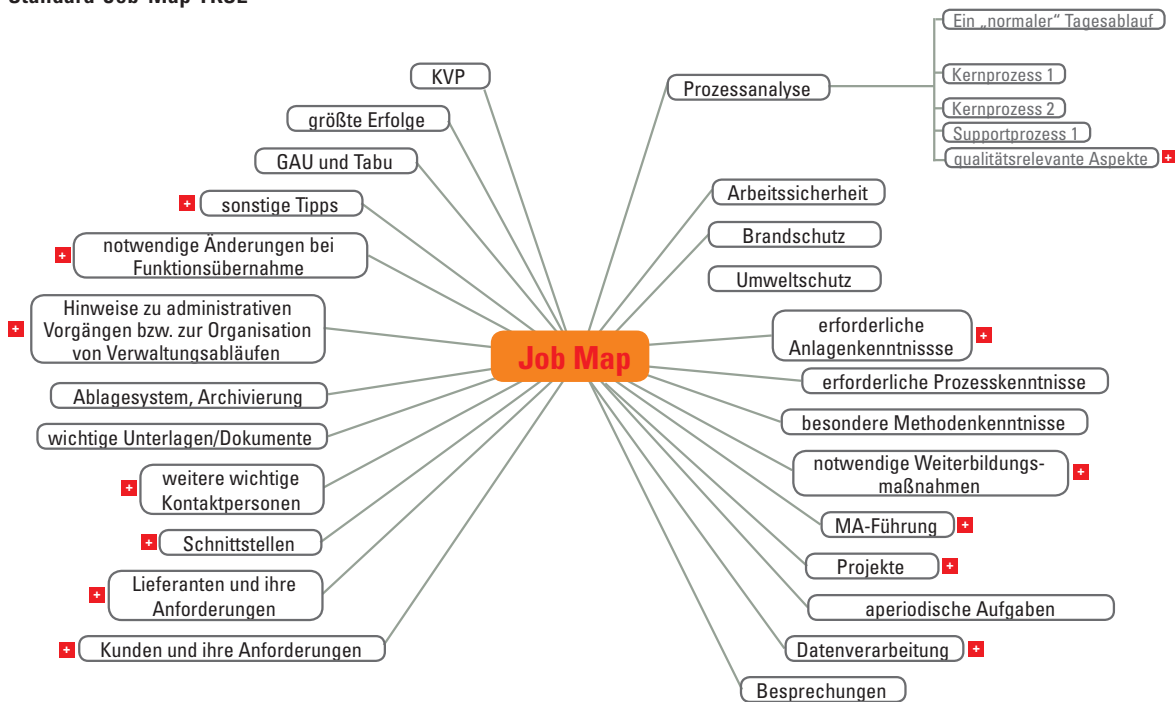 Standard Job Map TKSE
Ein „normaler” Tagesablauf
Kernprozess 1
Kernprozess 2
Supportprozess 1
qualitätsrelevante Aspekte
+
Prozessanalyse
KVP
größte Erfolge
GAU und Tabu
+
sonstige Tipps
+
notwendige Änderungen bei
Funktionsübernahme
+
Hinweise zu administrativen
Vorgängen bzw. zur Organisation
von Verwaltungsabläufen
Ablagesystem, Archivierung
wichtige Unterlagen/Dokumente
+
weitere wichtige
Kontaktpersonen
+
Schnittstellen
+
Lieferanten und ihre
Anforderungen
+
Kunden und ihre Anforderungen
Job Map
Arbeitssicherheit
Brandschutz
Umweltschutz
erforderliche
Anlagenkenntnissse
+
erforderliche Prozesskenntnisse
besondere Methodenkenntnisse
notwendige Weiterbildungs-
maßnahmen
+
MA-Führung
+
Projekte
+
aperiodische Aufgaben
Datenverarbeitung
+
Besprechungen